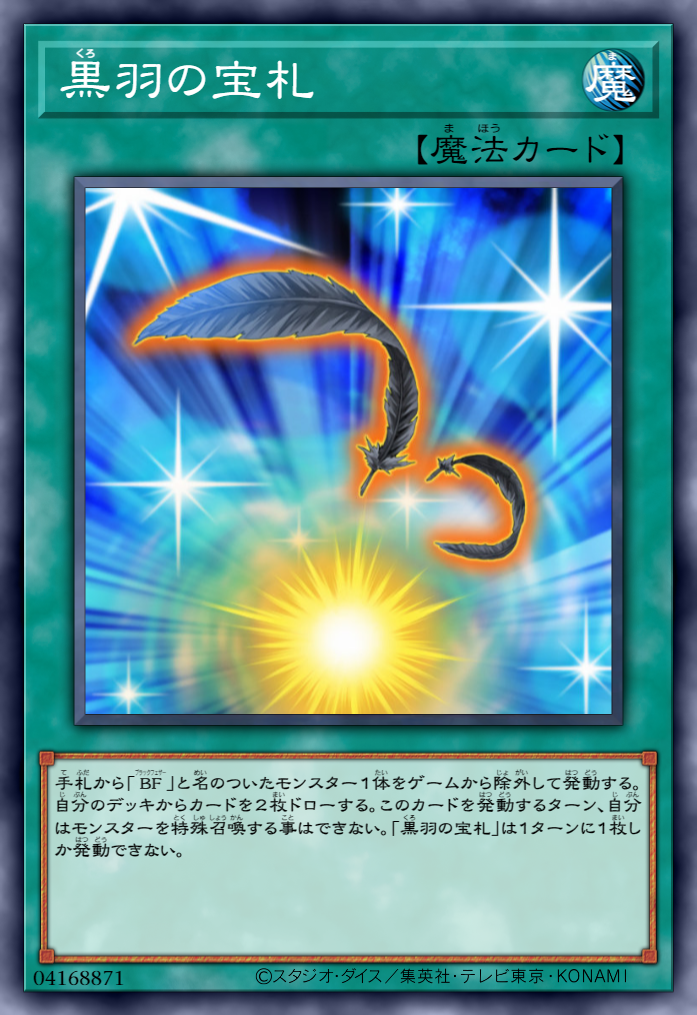 黒羽の宝札
魔
【魔法カード】
手札から「BF」と名のついたモンスター1体をゲームから除外して発動する。
自分のデッキからカードを2枚ドローする。このカードを発動するターン、自分
はモンスターを特殊召喚する事はできない。「黒羽の宝札」は1ターンに1枚し
か発動できない。
04168871 ©スタジオ・ダイス／集英社・テレビ東京・KONAMI